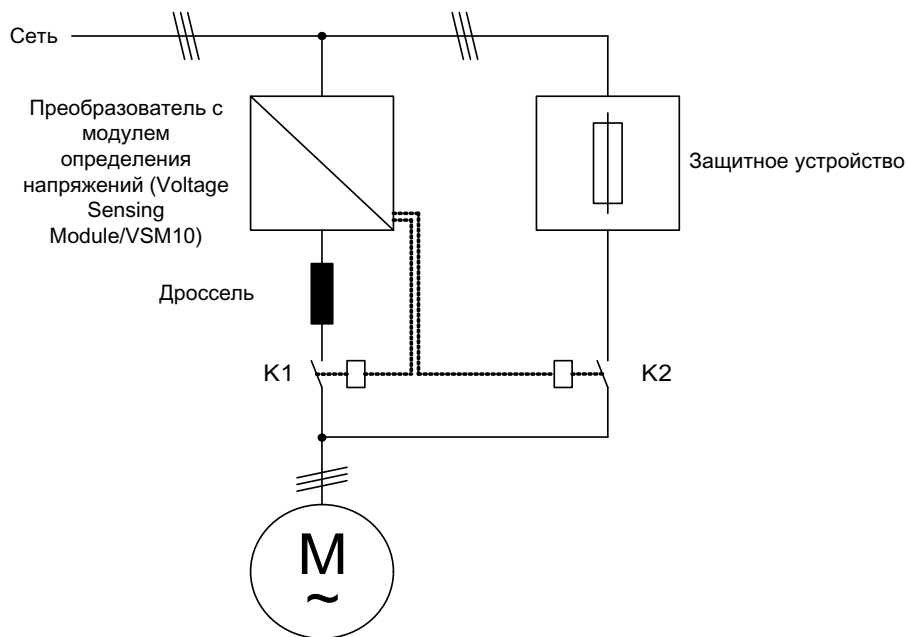 Сеть
Преобразователь с
модулем
определения
напряжений (Voltage
Sensing
Module/VSM10)
Защитное устройство
Дроссель
K1
K2
M
~